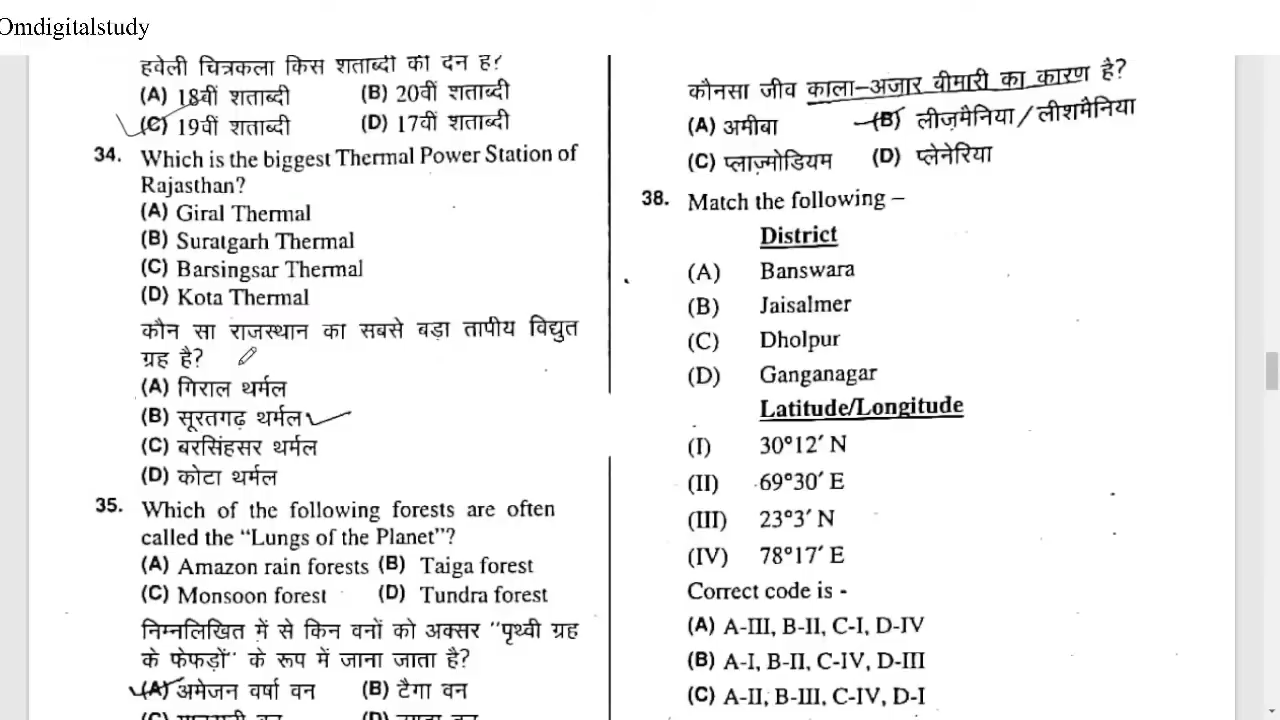 Omdigitalstudy
हवेली चित्रकला किस शताब्दी की देन है?
(A) 18वीं शताब्दी (B) 20वीं शताब्दी
(C) 19वीं शताब्दी (D) 17वीं शताब्दी
34. Which is the biggest Thermal Power Station of
Rajasthan?
(A) Giral Thermal
(B) Suratgarh Thermal
(C) Barsingsar Thermal
(D) Kota Thermal
कौन सा राजस्थान का सबसे बड़ा तापीय विद्युत
ग्रह है?
(A) गिराल थर्मल
(B) सूरतगढ़ थर्मल
(C) बरसिंहसर थर्मल
(D) कोटा थर्मल
35. Which of the following forests are often
called the “Lungs of the Planet”?
(A) Amazon rain forests (B) Taiga forest
(C) Monsoon forest (D) Tundra forest
निम्नलिखित में से किन वनों को अक्सर “पृथ्वी ग्रह
के फेफड़ों” के रूप में जाना जाता है?
(A) अमेजन वर्षा वन (B) टैगा वन
कौनसा जीव काला–अजार बीमारी का कारण है?
(A) अमीबा (B) लीज़मैनिया/लीशमैनिया
(C) प्लाज़्मोडियम (D) प्लेनेरिया
38. Match the following –
District
(A) Banswara
(B) Jaisalmer
(C) Dholpur
(D) Ganganagar
Latitude/Longitude
(I) 30°12′ N
(II) 69°30′ E
(III) 23°3′ N
(IV) 78°17′ E
Correct code is -
(A) A-III, B-II, C-I, D-IV
(B) A-I, B-II, C-IV, D-III
(C) A-II, B-III, C-IV, D-I